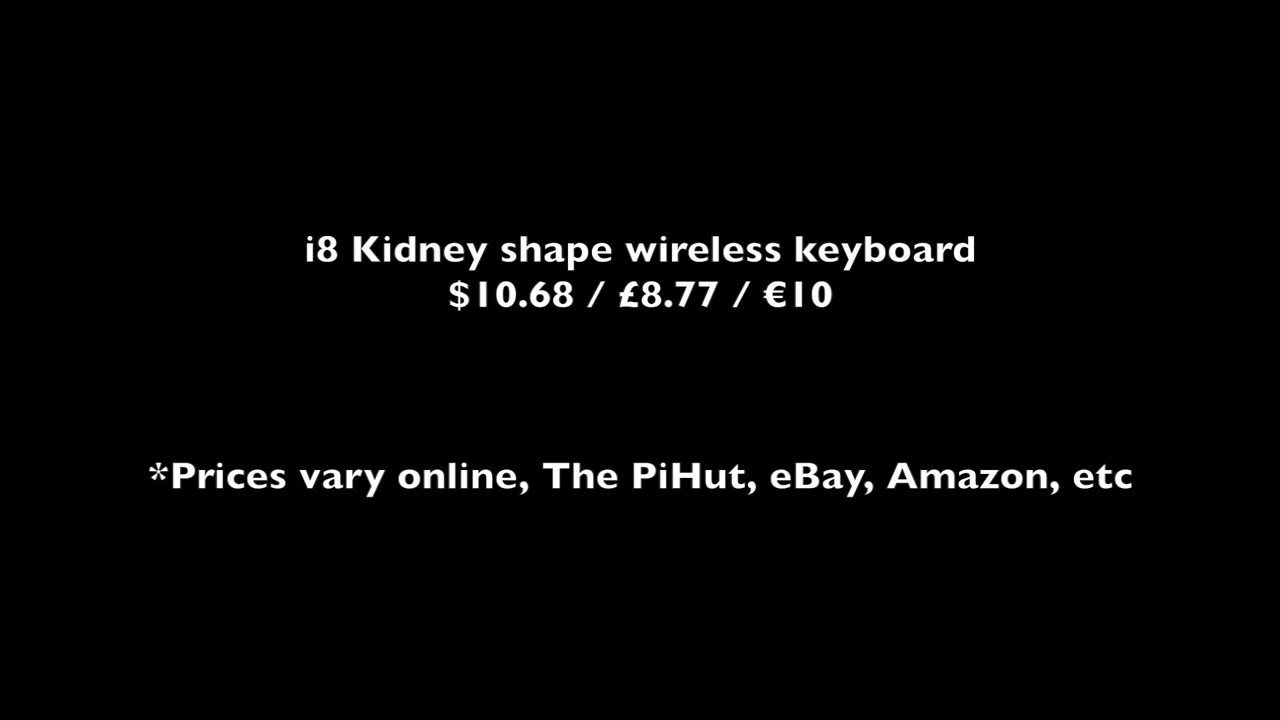 i8 Kidney shape wireless keyboard
$10.68 / £8.77 / €10
*Prices vary online, The PiHut, eBay, Amazon, etc